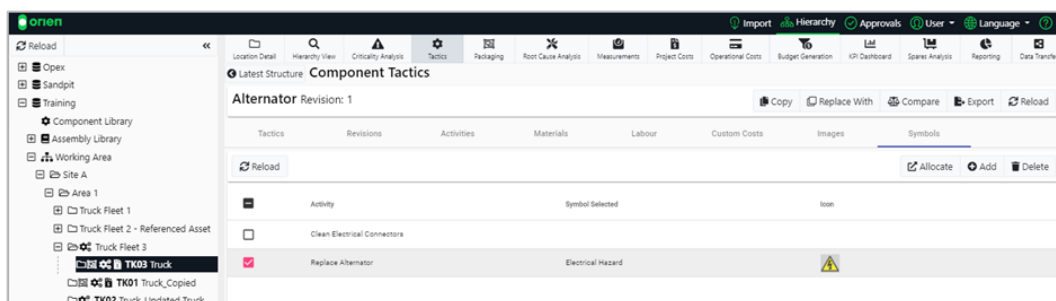 orien
Import Hierarchy Approvals User Language
Reload
Location Detail Hierarchy View Criticality Analysis Tactics Packaging Root Cause Analysis Measurements Project Costs Operational Costs Budget Generation KPI Dashboard Spares Analysis Reporting Data Transfe
Opex
Sandpit
Training
Component Library
Assembly Library
Working Area
Site A
Area 1
Truck Fleet 1
Truck Fleet 2 - Referenced Asset
Truck Fleet 3
TK03 Truck
TK01 Truck_Copied
TK02 Truck_Updated Truck
Latest Structure Component Tactics
Alternator Revision: 1
Copy Replace With Compare Export Reload
Tactics Revisions Activities Materials Labour Custom Costs Images Symbols
Reload Allocate Add Delete
Activity Symbol Selected Icon
Clean Electrical Connectors
Replace Alternator Electrical Hazard